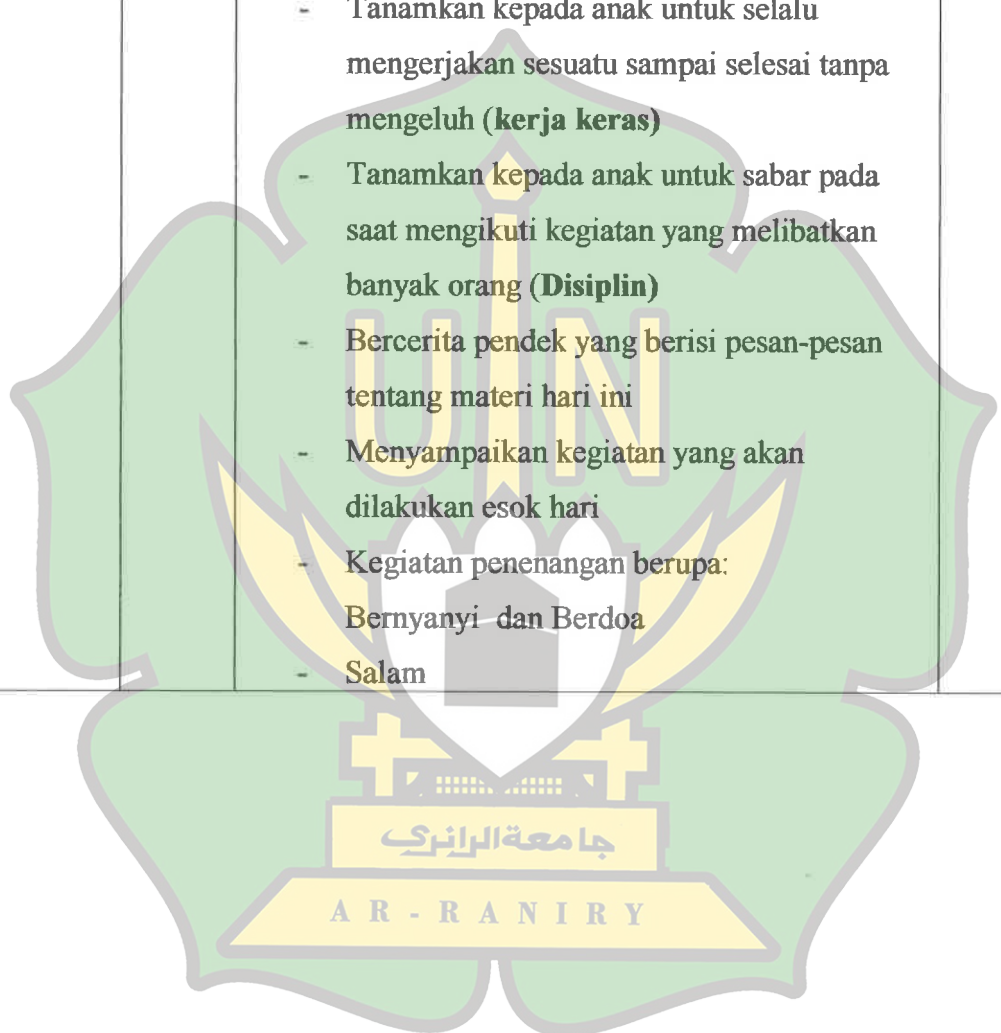 - Tanamkan kepada anak untuk selalu
mengerjakan sesuatu sampai selesai tanpa
mengeluh (kerja keras)
- Tanamkan kepada anak untuk sabar pada
saat mengikuti kegiatan yang melibatkan
banyak orang (Disiplin)
- Bercerita pendek yang berisi pesan-pesan
tentang materi hari ini
- Menyampaikan kegiatan yang akan
dilakukan esok hari
- Kegiatan penenangan berupa:
Bernyanyi dan Berdoa
- Salam
UIN
جامعة الرانري
AR-RANIRY